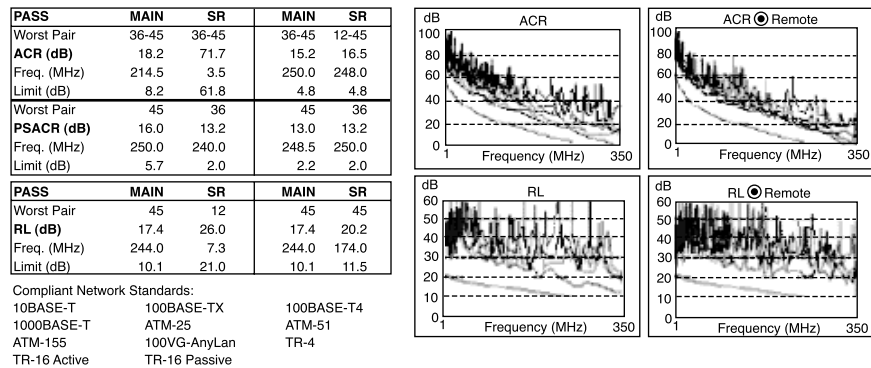 PASS MAIN SR MAIN SR
Worst Pair 36-45 36-45 36-45 12-45
ACR (dB) 18.2 71.7 15.2 16.5
Freq. (MHz) 214.5 3.5 250.0 248.0
Limit (dB) 8.2 61.8 4.8 4.8
Worst Pair 45 36 45 36
PSACR (dB) 16.0 13.2 13.0 13.2
Freq. (MHz) 250.0 240.0 248.5 250.0
Limit (dB) 5.7 2.0 2.2 2.0
PASS MAIN SR MAIN SR
Worst Pair 45 12 45 45
RL (dB) 17.4 26.0 17.4 20.2
Freq. (MHz) 244.0 7.3 244.0 174.0
Limit (dB) 10.1 21.0 10.1 11.5
Compliant Network Standards:
10BASE-T 100BASE-TX 100BASE-T4
1000BASE-T ATM-25 ATM-51
ATM-155 100VG-AnyLan TR-4
TR-16 Active TR-16 Passive
dB ACR
100
80
60
40
20
0
1 Frequency (MHz) 350
dB ACR Remote
100
80
60
40
20
0
1 Frequency (MHz) 350
dB RL
60
50
40
30
20
10
0
1 Frequency (MHz) 350
dB RL Remote
60
50
40
30
20
10
0
1 Frequency (MHz) 350